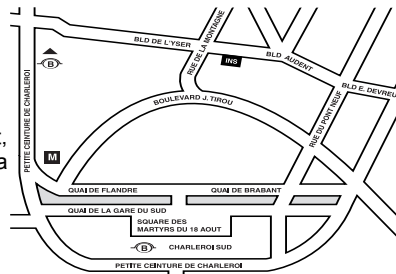 BLD DE L'YSER
RUE DE LA MONTAGNE
INS
BLD AUDENT
BLD E. DEVREU
B
PETITE CEINTURE DE CHARLEROI
BOULEVARD J. TIROU
RUE DU PONT NEUF
M
a
QUAI DE FLANDRE
QUAI DE BRABANT
QUAI DE LA GARE DU SUD
SQUARE DES
MARTYRS DU 18 AOUT
B
CHARLEROI SUD
PETITE CEINTURE DE CHARLEROI